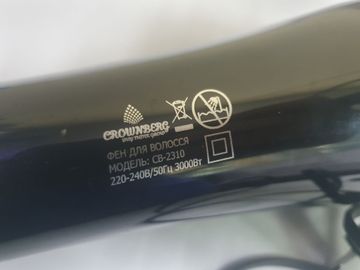 CROWNBERG
ФЕН ДЛЯ ВОЛОССЯ
МОДЕЛЬ: CB-2310
220-240В/50Гц 3000Вт